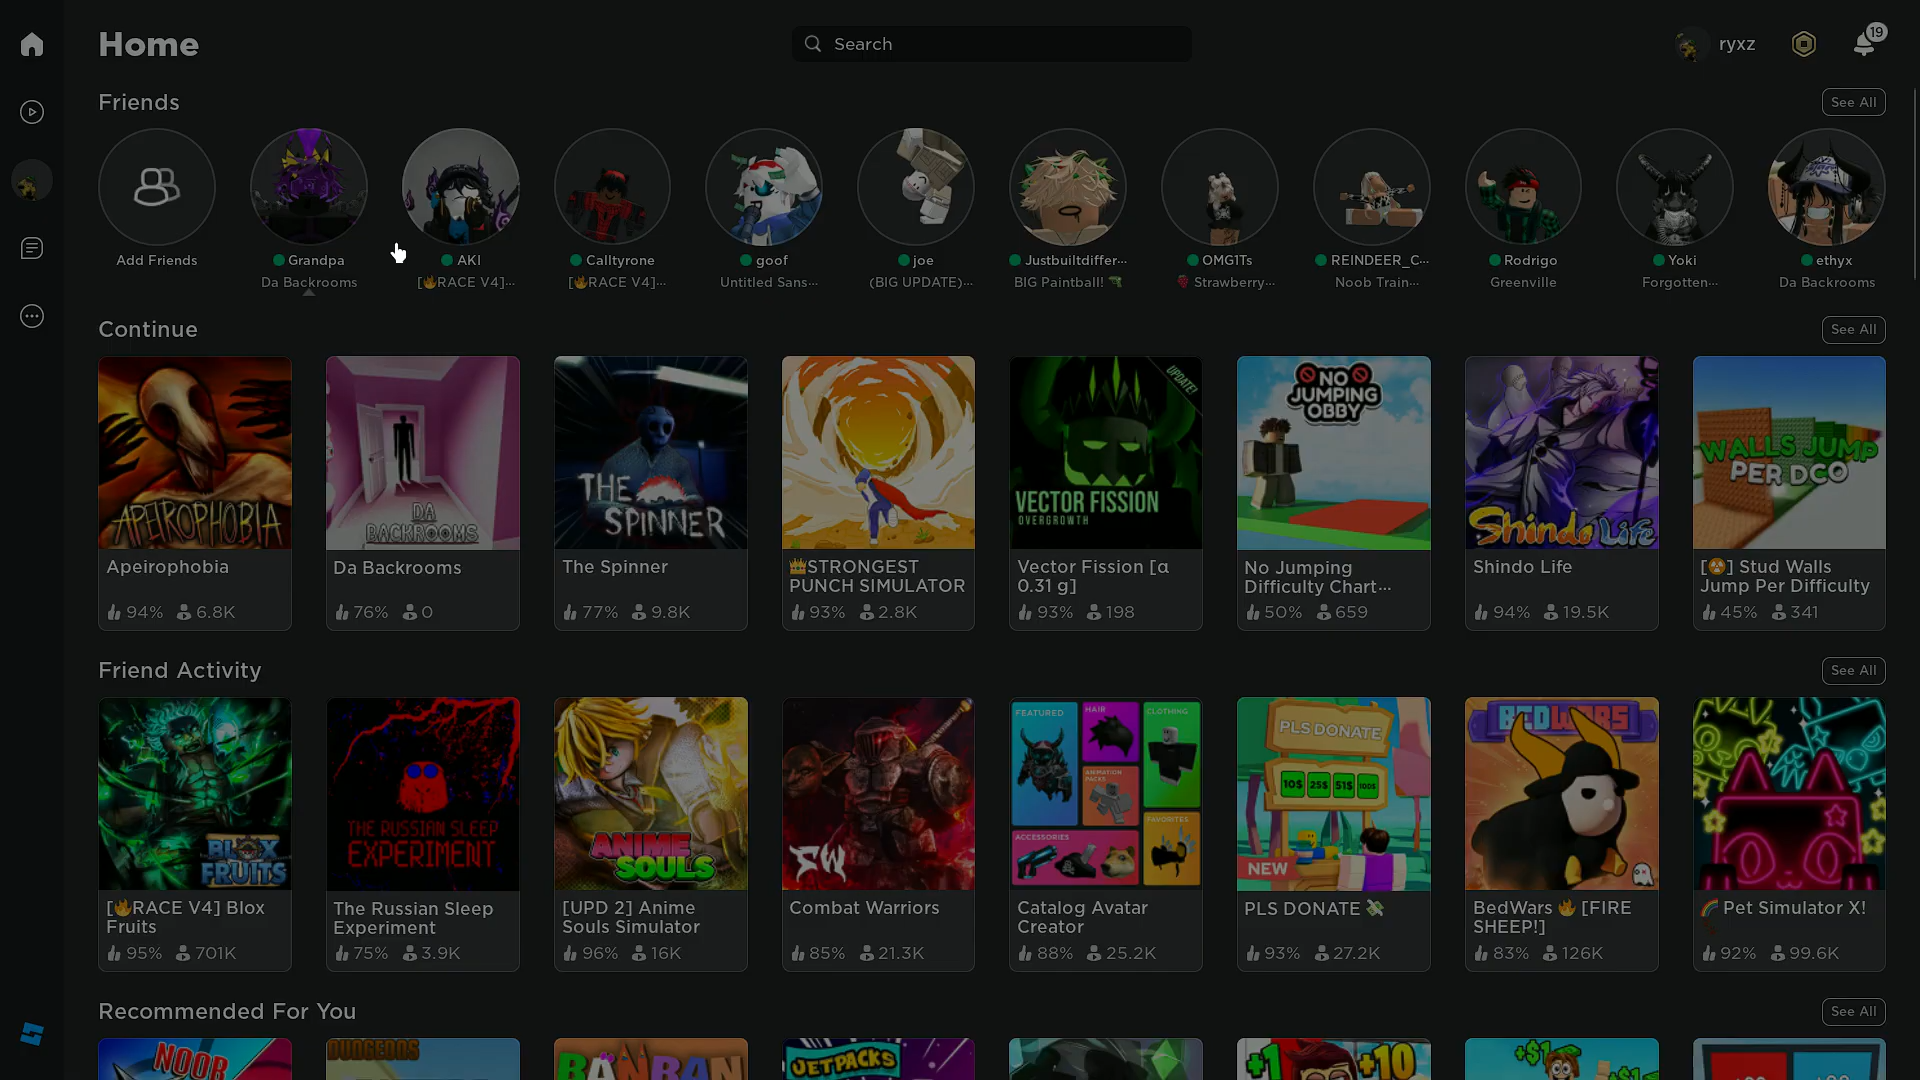 Home
Search
ryxz
19
Friends
See All
Add Friends
Grandpa
Da Backrooms
AKI
[🔥RACE V4]...
Calltyrone
[🔥RACE V4]...
goof
Untitled Sans...
joe
(BIG UPDATE)...
Justbuiltdiffer...
BIG Paintball! 🔫
OMG1Ts
🍓 Strawberry...
REINDEER_C...
Noob Train...
Rodrigo
Greenville
Yoki
Forgotten...
ethyx
Da Backrooms
Continue
See All
APEIROPHOBIA
DA
BACKROOMS
THE
SPINNER
UPDATE!
VECTOR FISSION
OVERGROWTH
NO
JUMPING
OBBY
Shindo Life
WALLS JUMP
PER DCO
Apeirophobia
94% 6.8K
Da Backrooms
76% 0
The Spinner
77% 9.8K
👑STRONGEST
PUNCH SIMULATOR
93% 2.8K
Vector Fission [α
0.31 g]
93% 198
No Jumping
Difficulty Chart...
50% 659
Shindo Life
94% 19.5K
[☢️] Stud Walls
Jump Per Difficulty
45% 341
Friend Activity
See All
BLOX
FRUITS
THE RUSSIAN SLEEP
EXPERIMENT
ANIME
SOULS
FEATURED
HAIR
CLOTHING
ANIMATION
PACKS
ACCESSORIES
FAVORITES
PLS DONATE
10$ 25$ 51$ 100$
NEW
BEDWARS
[🔥RACE V4] Blox
Fruits
95% 701K
The Russian Sleep
Experiment
75% 3.9K
[UPD 2] Anime
Souls Simulator
96% 16K
Combat Warriors
85% 21.3K
Catalog Avatar
Creator
88% 25.2K
PLS DONATE 💸
93% 27.2K
BedWars 🔥 [FIRE
SHEEP!]
83% 126K
🌈 Pet Simulator X!
92% 99.6K
Recommended For You
See All
NOOB
BANBAN
JETPACKS
+1
+10
+$1